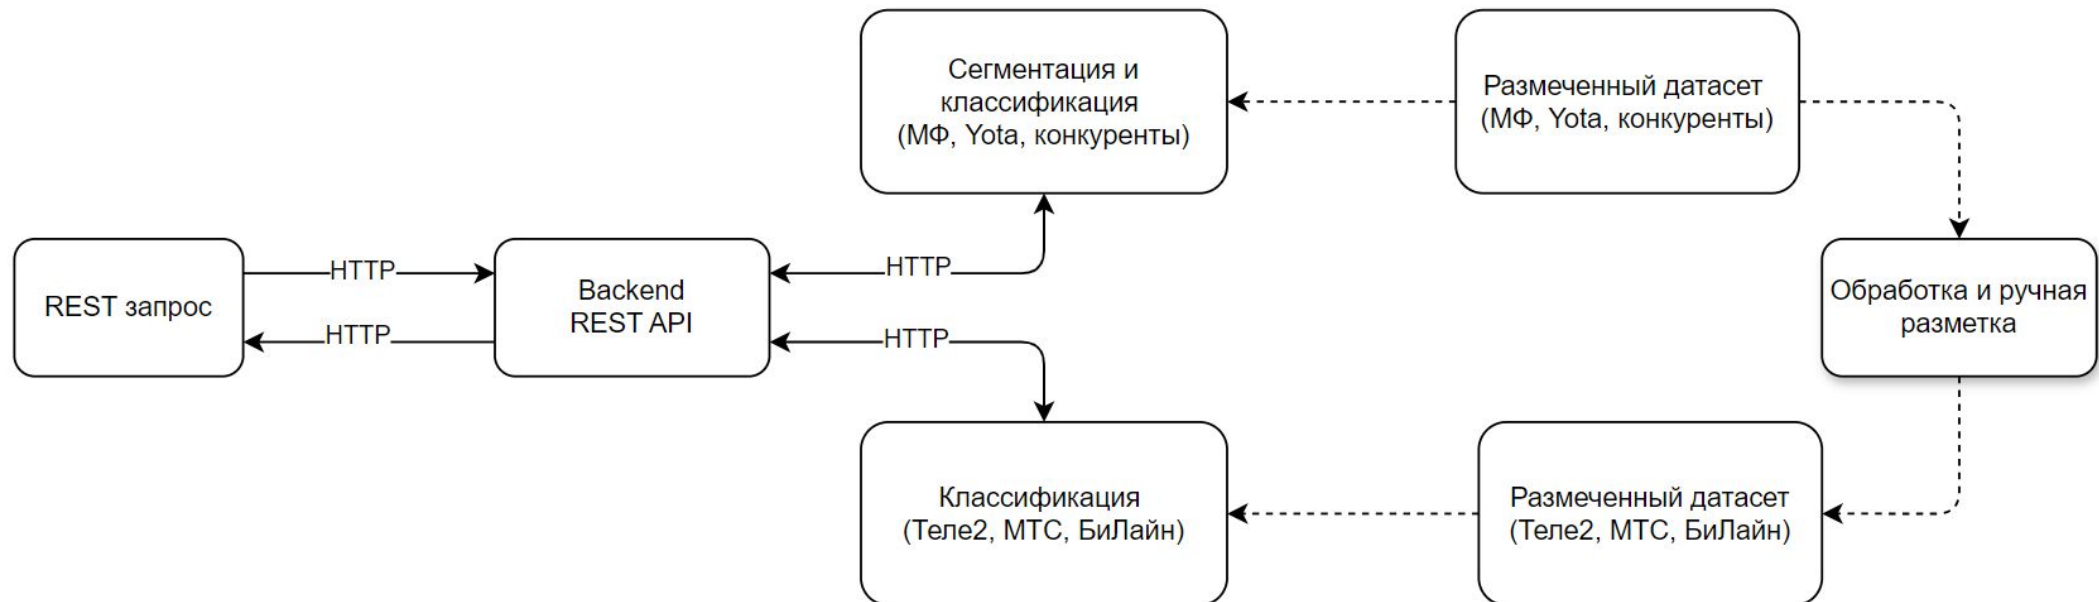 Сегментация и
классификация
(МФ, Yota, конкуренты)
Размеченный датасет
(МФ, Yota, конкуренты)
REST запрос
HTTP
HTTP
Backend
REST API
HTTP
HTTP
Обработка и ручная
разметка
Классификация
(Теле2, МТС, БиЛайн)
Размеченный датасет
(Теле2, МТС, БиЛайн)